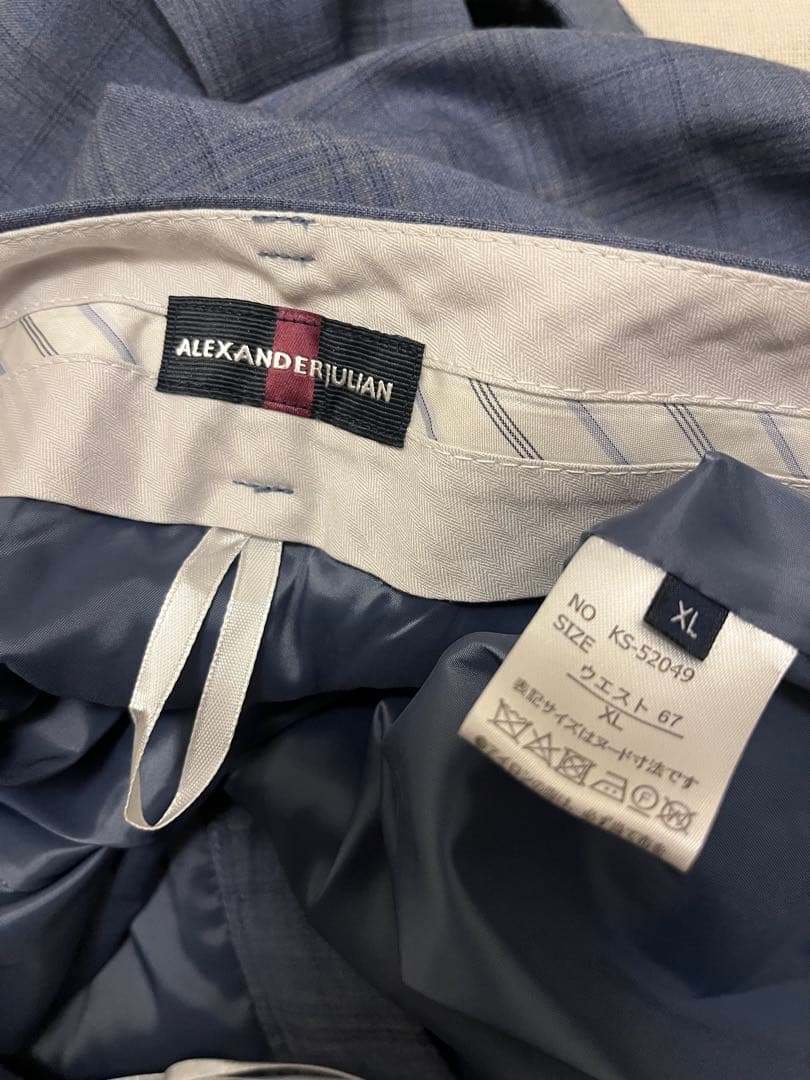 ALEXANDERJULIAN
XL
NO KS-52049
SIZE
ウエスト 67
XL
表記サイズはヌード寸法です